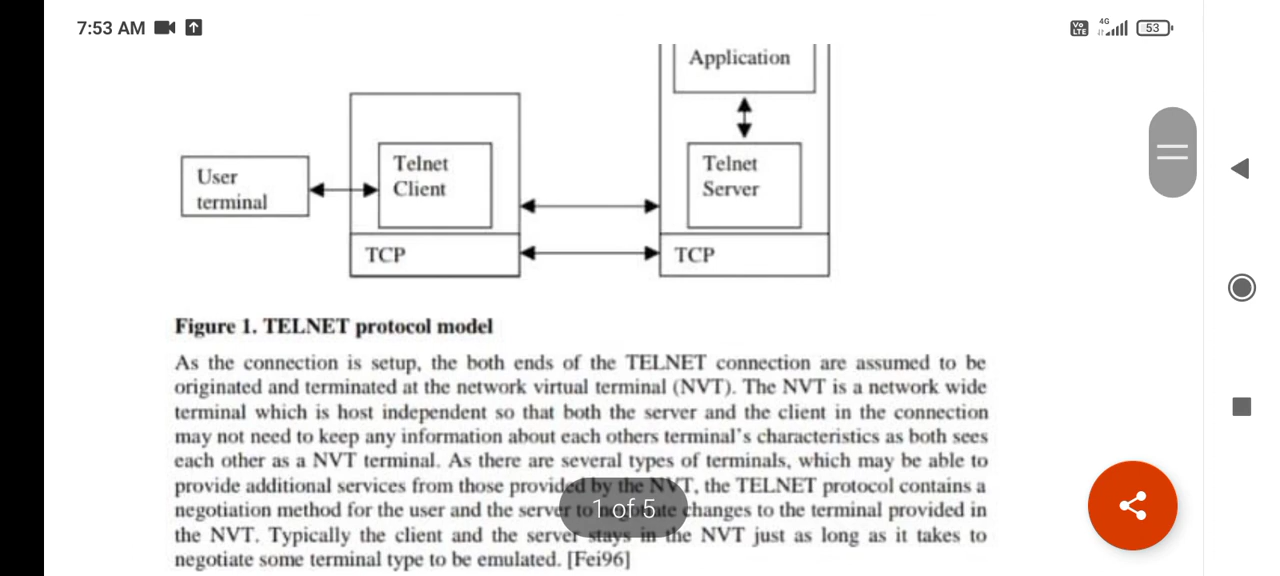 7:53 AM
Vo LTE 4G 53
Application
Telnet
Client
Telnet
Server
User
terminal
TCP
TCP
Figure 1. TELNET protocol model
As the connection is setup, the both ends of the TELNET connection are assumed to be
originated and terminated at the network virtual terminal (NVT). The NVT is a network wide
terminal which is host independent so that both the server and the client in the connection
may not need to keep any information about each others terminal's characteristics as both sees
each other as a NVT terminal. As there are several types of terminals, which may be able to
provide additional services from those provided by the NVT, the TELNET protocol contains a
negotiation method for the user and the server to negotiate changes to the terminal provided in
1 of 5
the NVT. Typically the client and the server stays in the NVT just as long as it takes to
negotiate some terminal type to be emulated. [Fei96]